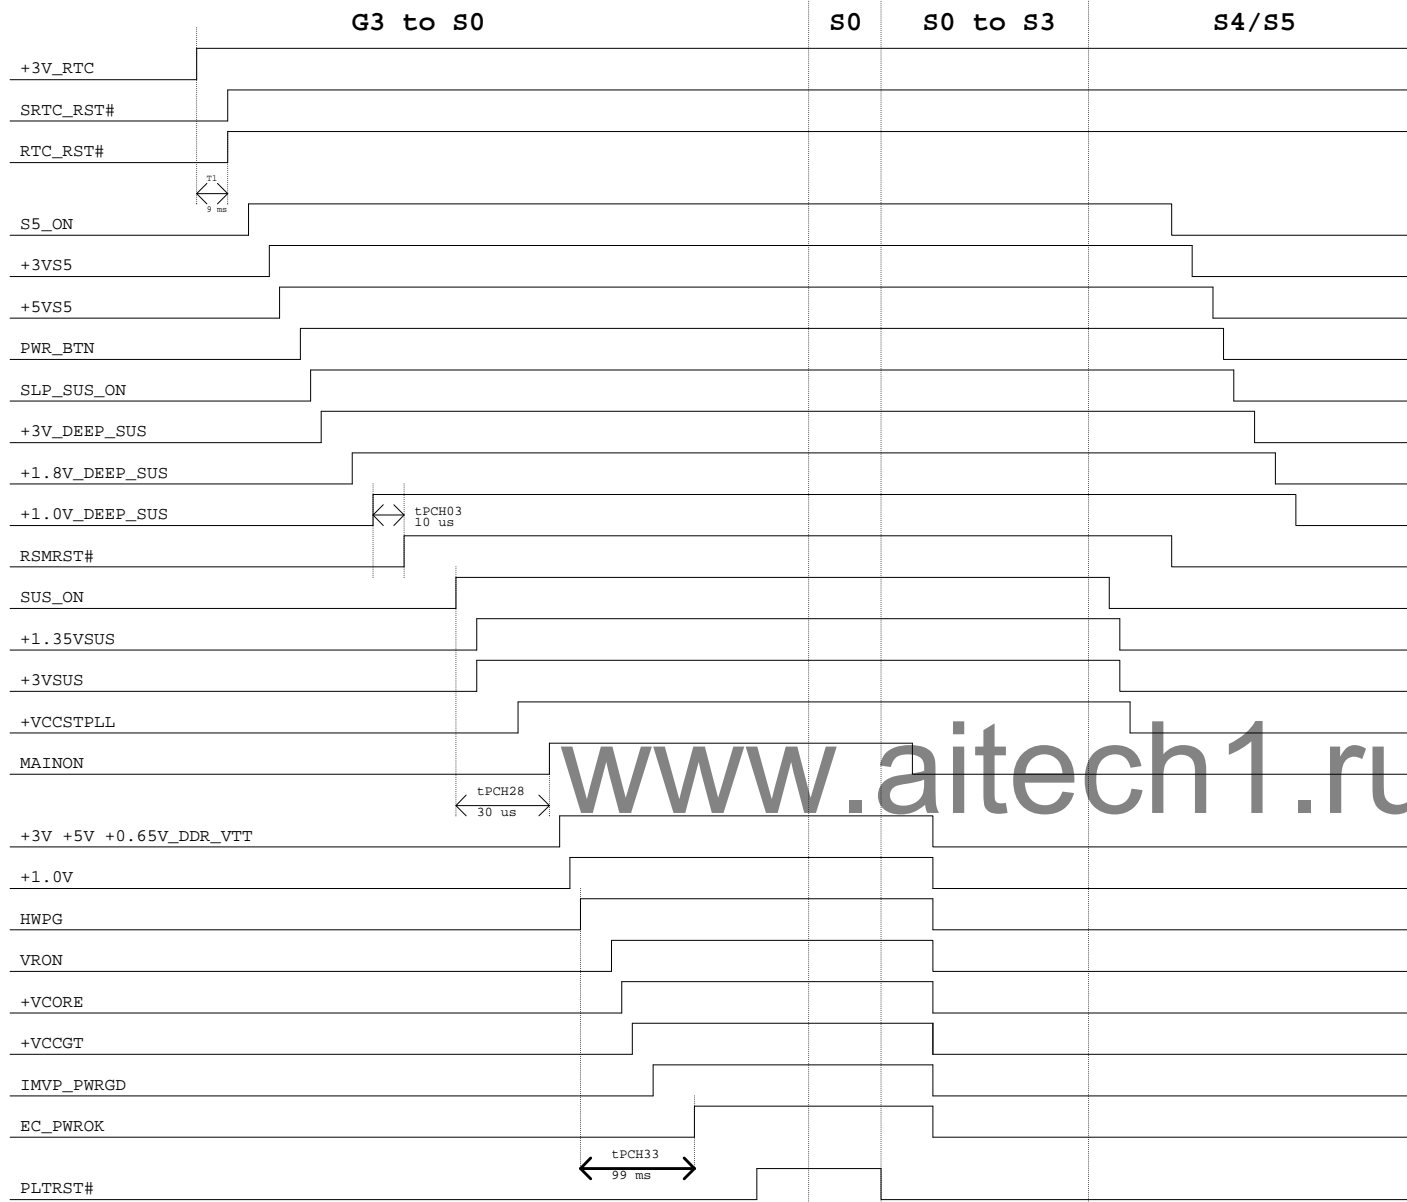 G3 to S0 S0 S0 to S3 S4/S5
+3V_RTC
SRTC_RST#
RTC_RST#
T1
9 ms
S5_ON
+3VS5
+5VS5
PWR_BTN
SLP_SUS_ON
+3V_DEEP_SUS
+1.8V_DEEP_SUS
+1.0V_DEEP_SUS
tPCH03
10 us
RSMRST#
SUS_ON
+1.35VSUS
+3VSUS
+VCCSTPLL
www.aitech1.ru
MAINON
tPCH28
30 us
+3V +5V +0.65V_DDR_VTT
+1.0V
HWPG
VRON
+VCORE
+VCCGT
IMVP_PWRGD
EC_PWROK
tPCH33
99 ms
PLTRST#